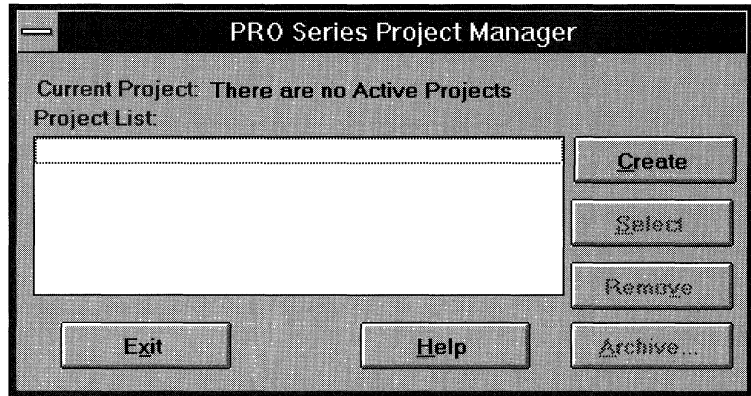 PRO Series Project Manager
Current Project: There are no Active Projects
Project List:
Create
Select
Remove
Exit
Help
Archive...